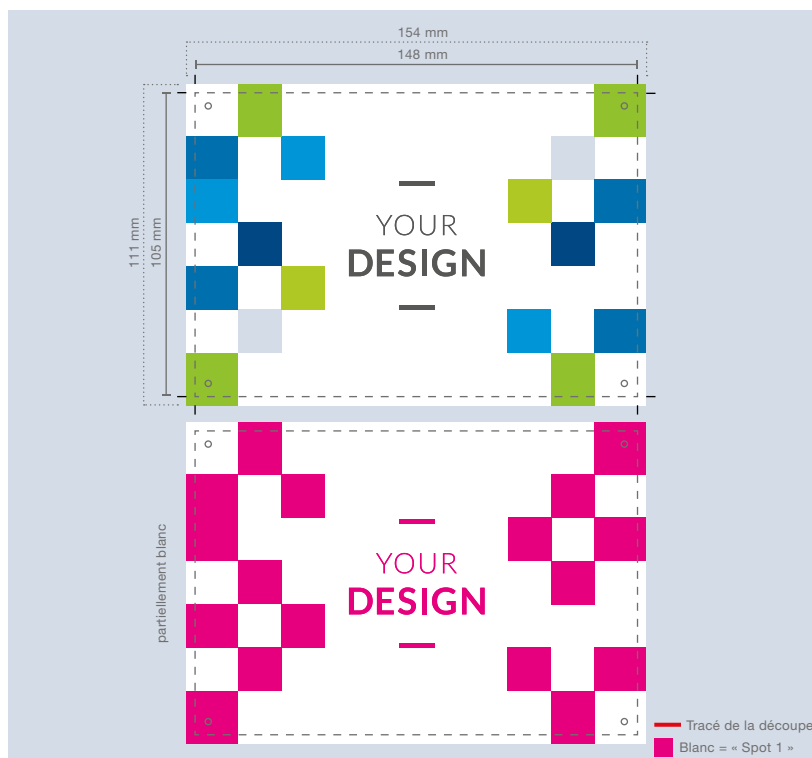 154 mm
148 mm
111 mm
105 mm
YOUR
DESIGN
partiellement blanc
YOUR
DESIGN
Tracé de la découpe
Blanc = « Spot 1 »